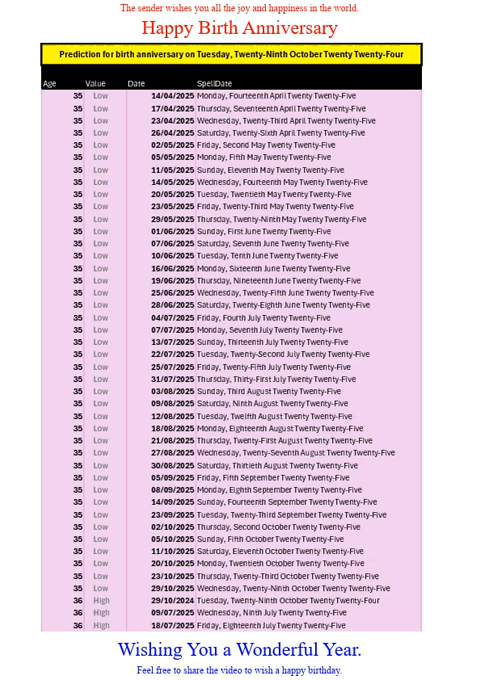 The sender wishes you all the joy and happiness in the world.
Happy Birth Anniversary
Prediction for birth anniversary on Tuesday, Twenty-Ninth October Twenty Twenty-Four
Age Value Date SpellDate
35 Low 14/04/2025 Monday, Fourteenth April Twenty Twenty-Five
35 Low 17/04/2025 Thursday, Seventeenth April Twenty Twenty-Five
35 Low 23/04/2025 Wednesday, Twenty-Third April Twenty Twenty-Five
35 Low 26/04/2025 Saturday, Twenty-Sixth April Twenty Twenty-Five
35 Low 02/05/2025 Friday, Second May Twenty Twenty-Five
35 Low 05/05/2025 Monday, Fifth May Twenty Twenty-Five
35 Low 11/05/2025 Sunday, Eleventh May Twenty Twenty-Five
35 Low 14/05/2025 Wednesday, Fourteenth May Twenty Twenty-Five
35 Low 20/05/2025 Tuesday, Twentieth May Twenty Twenty-Five
35 Low 23/05/2025 Friday, Twenty-Third May Twenty Twenty-Five
35 Low 29/05/2025 Thursday, Twenty-Ninth May Twenty Twenty-Five
35 Low 01/06/2025 Sunday, First June Twenty Twenty-Five
35 Low 07/06/2025 Saturday, Seventh June Twenty Twenty-Five
35 Low 10/06/2025 Tuesday, Tenth June Twenty Twenty-Five
35 Low 16/06/2025 Monday, Sixteenth June Twenty Twenty-Five
35 Low 19/06/2025 Thursday, Nineteenth June Twenty Twenty-Five
35 Low 25/06/2025 Wednesday, Twenty-Fifth June Twenty Twenty-Five
35 Low 28/06/2025 Saturday, Twenty-Eighth June Twenty Twenty-Five
35 Low 04/07/2025 Friday, Fourth July Twenty Twenty-Five
35 Low 07/07/2025 Monday, Seventh July Twenty Twenty-Five
35 Low 13/07/2025 Sunday, Thirteenth July Twenty Twenty-Five
35 Low 22/07/2025 Tuesday, Twenty-Second July Twenty Twenty-Five
35 Low 25/07/2025 Friday, Twenty-Fifth July Twenty Twenty-Five
35 Low 31/07/2025 Thursday, Thirty-First July Twenty Twenty-Five
35 Low 03/08/2025 Sunday, Third August Twenty Twenty-Five
35 Low 09/08/2025 Saturday, Ninth August Twenty Twenty-Five
35 Low 12/08/2025 Tuesday, Twelfth August Twenty Twenty-Five
35 Low 18/08/2025 Monday, Eighteenth August Twenty Twenty-Five
35 Low 21/08/2025 Thursday, Twenty-First August Twenty Twenty-Five
35 Low 27/08/2025 Wednesday, Twenty-Seventh August Twenty Twenty-Five
35 Low 30/08/2025 Saturday, Thirtieth August Twenty Twenty-Five
35 Low 05/09/2025 Friday, Fifth September Twenty Twenty-Five
35 Low 08/09/2025 Monday, Eighth September Twenty Twenty-Five
35 Low 14/09/2025 Sunday, Fourteenth September Twenty Twenty-Five
35 Low 23/09/2025 Tuesday, Twenty-Third September Twenty Twenty-Five
35 Low 02/10/2025 Thursday, Second October Twenty Twenty-Five
35 Low 05/10/2025 Sunday, Fifth October Twenty Twenty-Five
35 Low 11/10/2025 Saturday, Eleventh October Twenty Twenty-Five
35 Low 20/10/2025 Monday, Twentieth October Twenty Twenty-Five
35 Low 23/10/2025 Thursday, Twenty-Third October Twenty Twenty-Five
35 Low 29/10/2025 Wednesday, Twenty-Ninth October Twenty Twenty-Five
36 High 29/10/2024 Tuesday, Twenty-Ninth October Twenty Twenty-Four
36 High 09/07/2025 Wednesday, Ninth July Twenty Twenty-Five
36 High 18/07/2025 Friday, Eighteenth July Twenty Twenty-Five
Wishing You a Wonderful Year.
Feel free to share the video to wish a happy birthday.